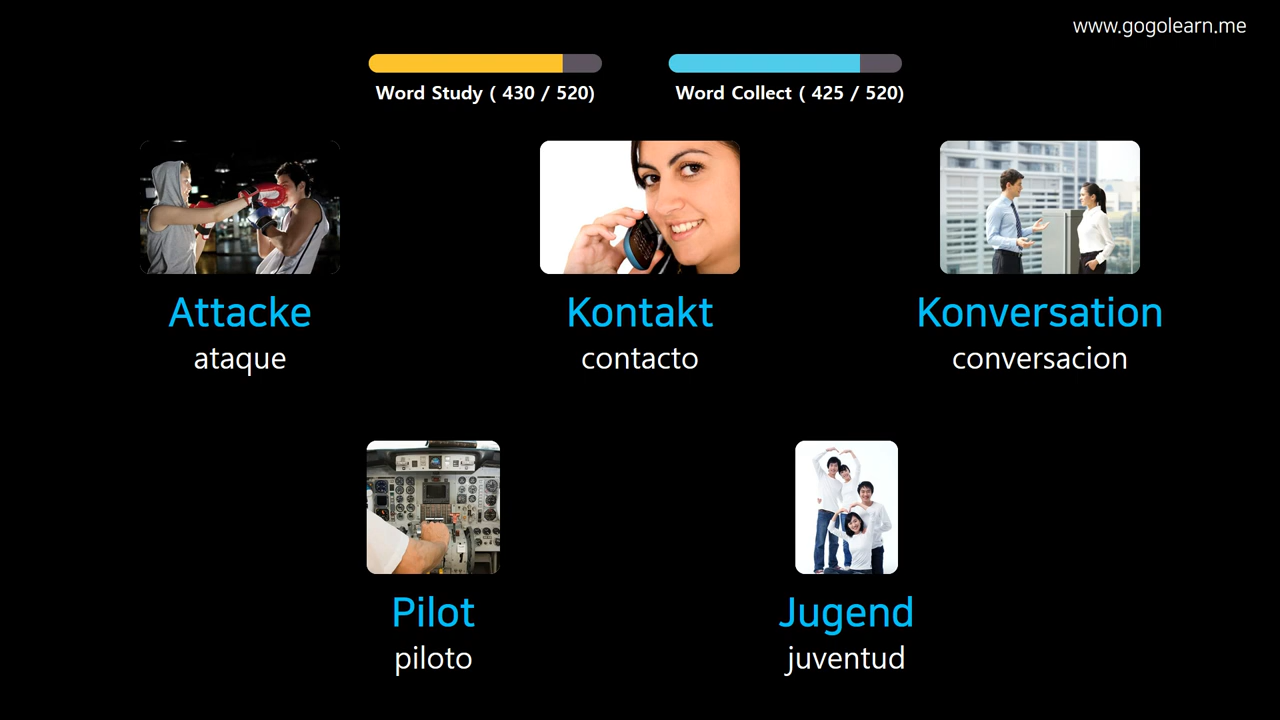 www.gogolearn.me
Word Study ( 430 / 520)
Word Collect ( 425 / 520)
Attacke
ataque
Kontakt
contacto
Konversation
conversacion
Pilot
piloto
Jugend
juventud